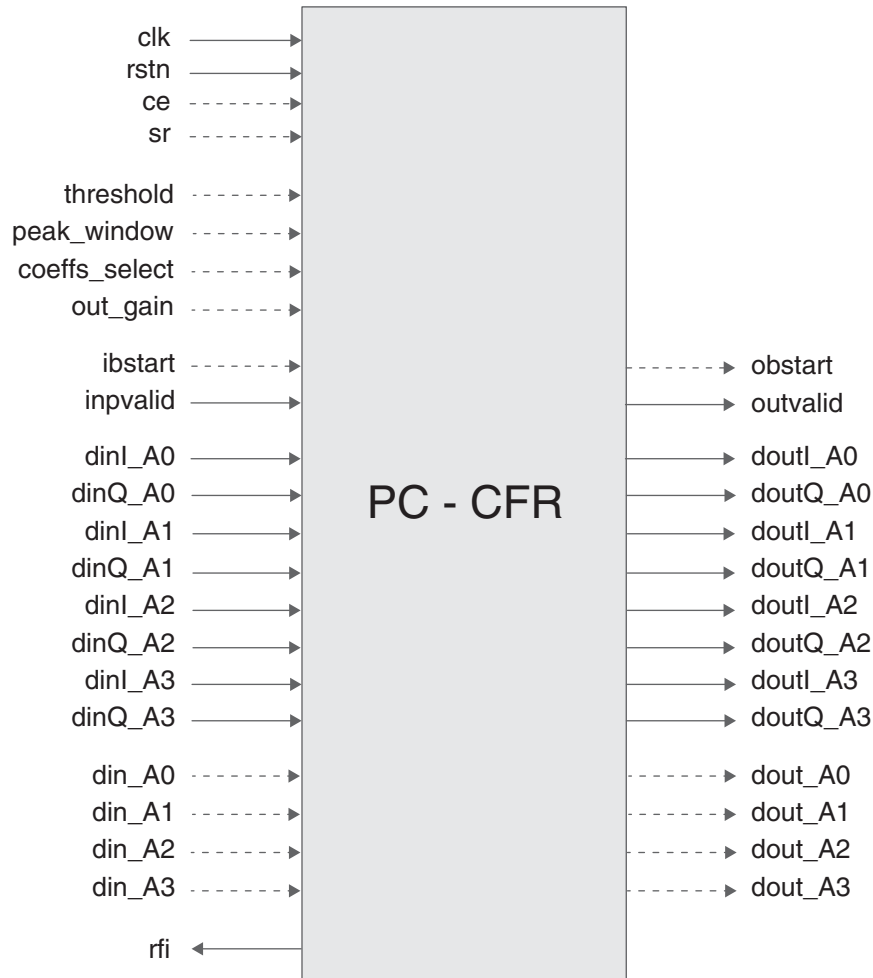 clk
rstn
ce
sr
threshold
peak_window
coeffs_select
out_gain
ibstart
inpvalid
dinI_A0
dinQ_A0
dinI_A1
dinQ_A1
dinI_A2
dinQ_A2
dinI_A3
dinQ_A3
din_A0
din_A1
din_A2
din_A3
rfi
PC - CFR
obstart
outvalid
doutI_A0
doutQ_A0
doutI_A1
doutQ_A1
doutI_A2
doutQ_A2
doutI_A3
doutQ_A3
dout_A0
dout_A1
dout_A2
dout_A3